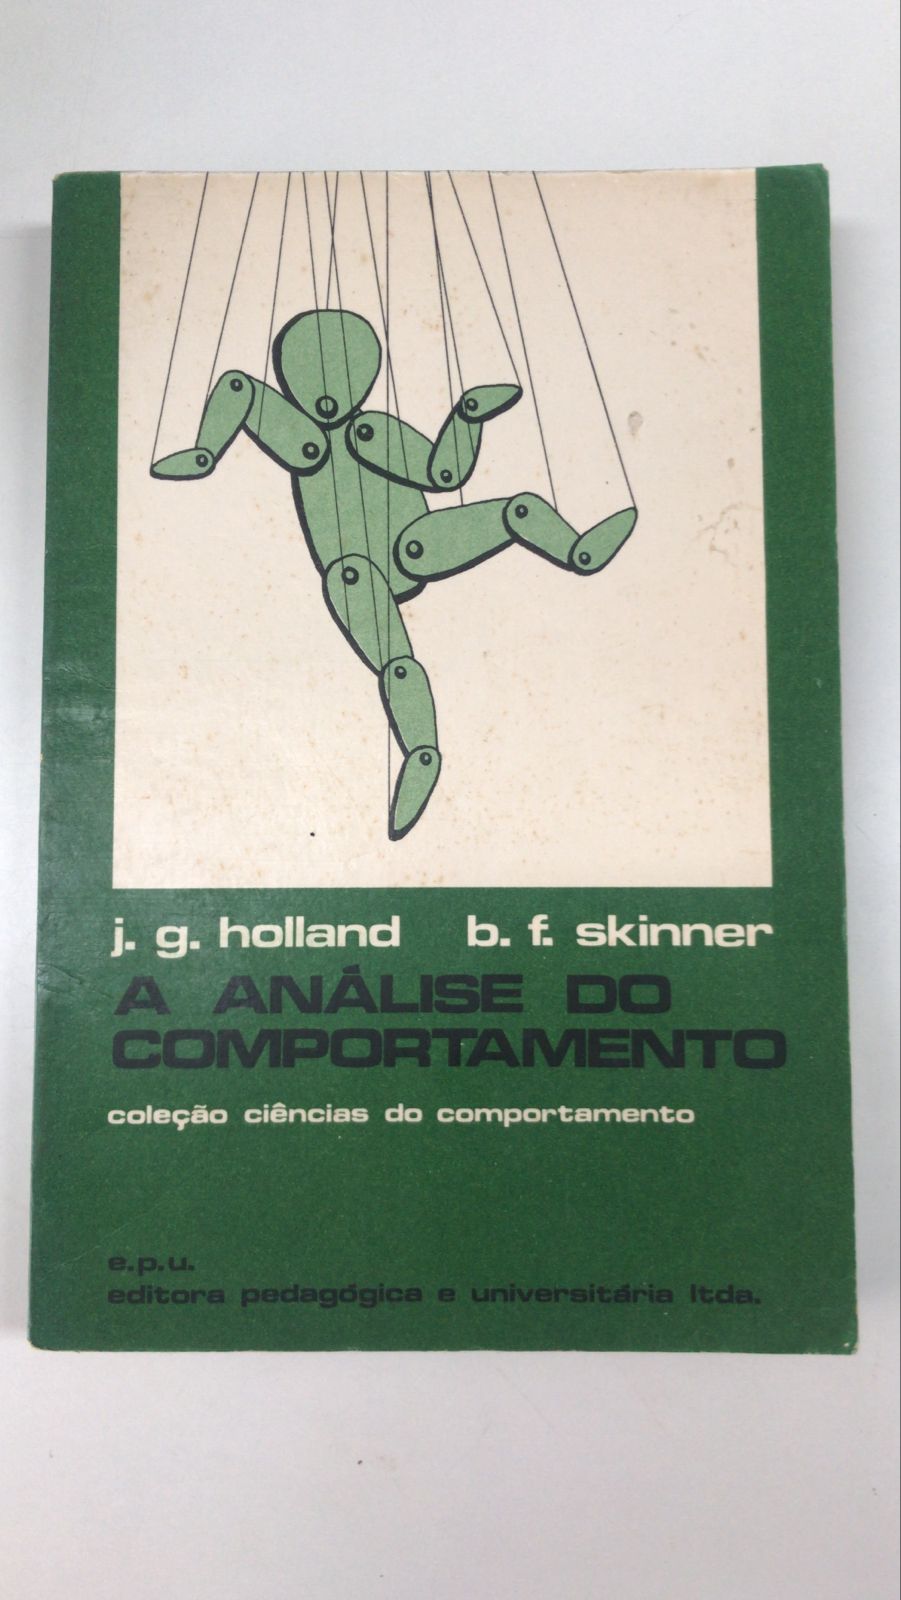 j. g. holland b. f. skinner
A ANÁLISE DO
COMPORTAMENTO
coleção ciências do comportamento
e.p.u.
editora pedagógica e universitária ltda.